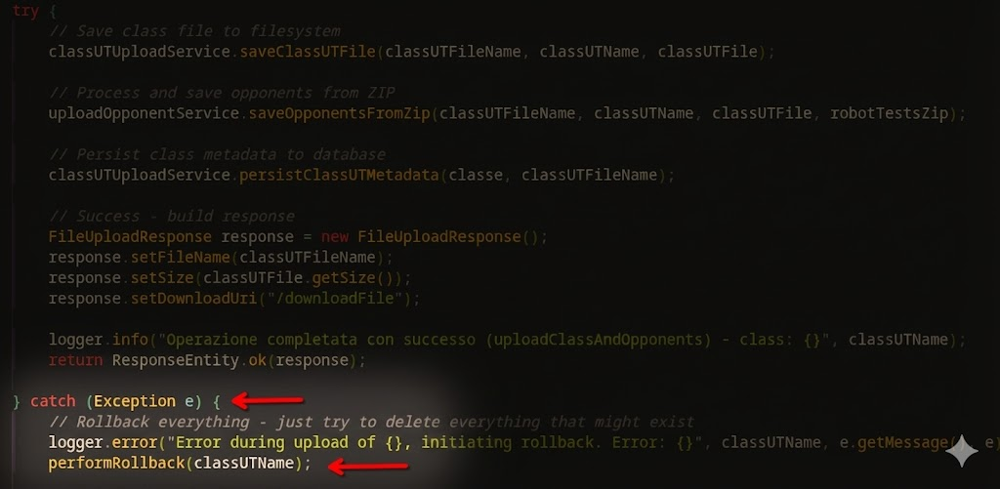 try {
// Save class file to filesystem
classUTUploadService.saveClassUTFile(classUTFileName, classUTName, classUTFile);
// Process and save opponents from ZIP
uploadOpponentService.saveOpponentsFromZip(classUTFileName, classUTName, classUTFile, robotTestsZip);
// Persist class metadata to database
classUTUploadService.persistClassUTMetadata(classe, classUTFileName);
// Success - build response
FileUploadResponse response = new FileUploadResponse();
response.setFileName(classUTFileName);
response.setSize(classUTFile.getSize());
response.setDownloadUri("/downloadFile");
logger.info("Operazione completata con successo (uploadClassAndOpponents) - class: {}", classUTName);
return ResponseEntity.ok(response);
} catch (Exception e) {
// Rollback everything - just try to delete everything that might exist
logger.error("Error during upload of {}, initiating rollback. Error: {}", classUTName, e.getMessage(), e)
performRollback(classUTName);